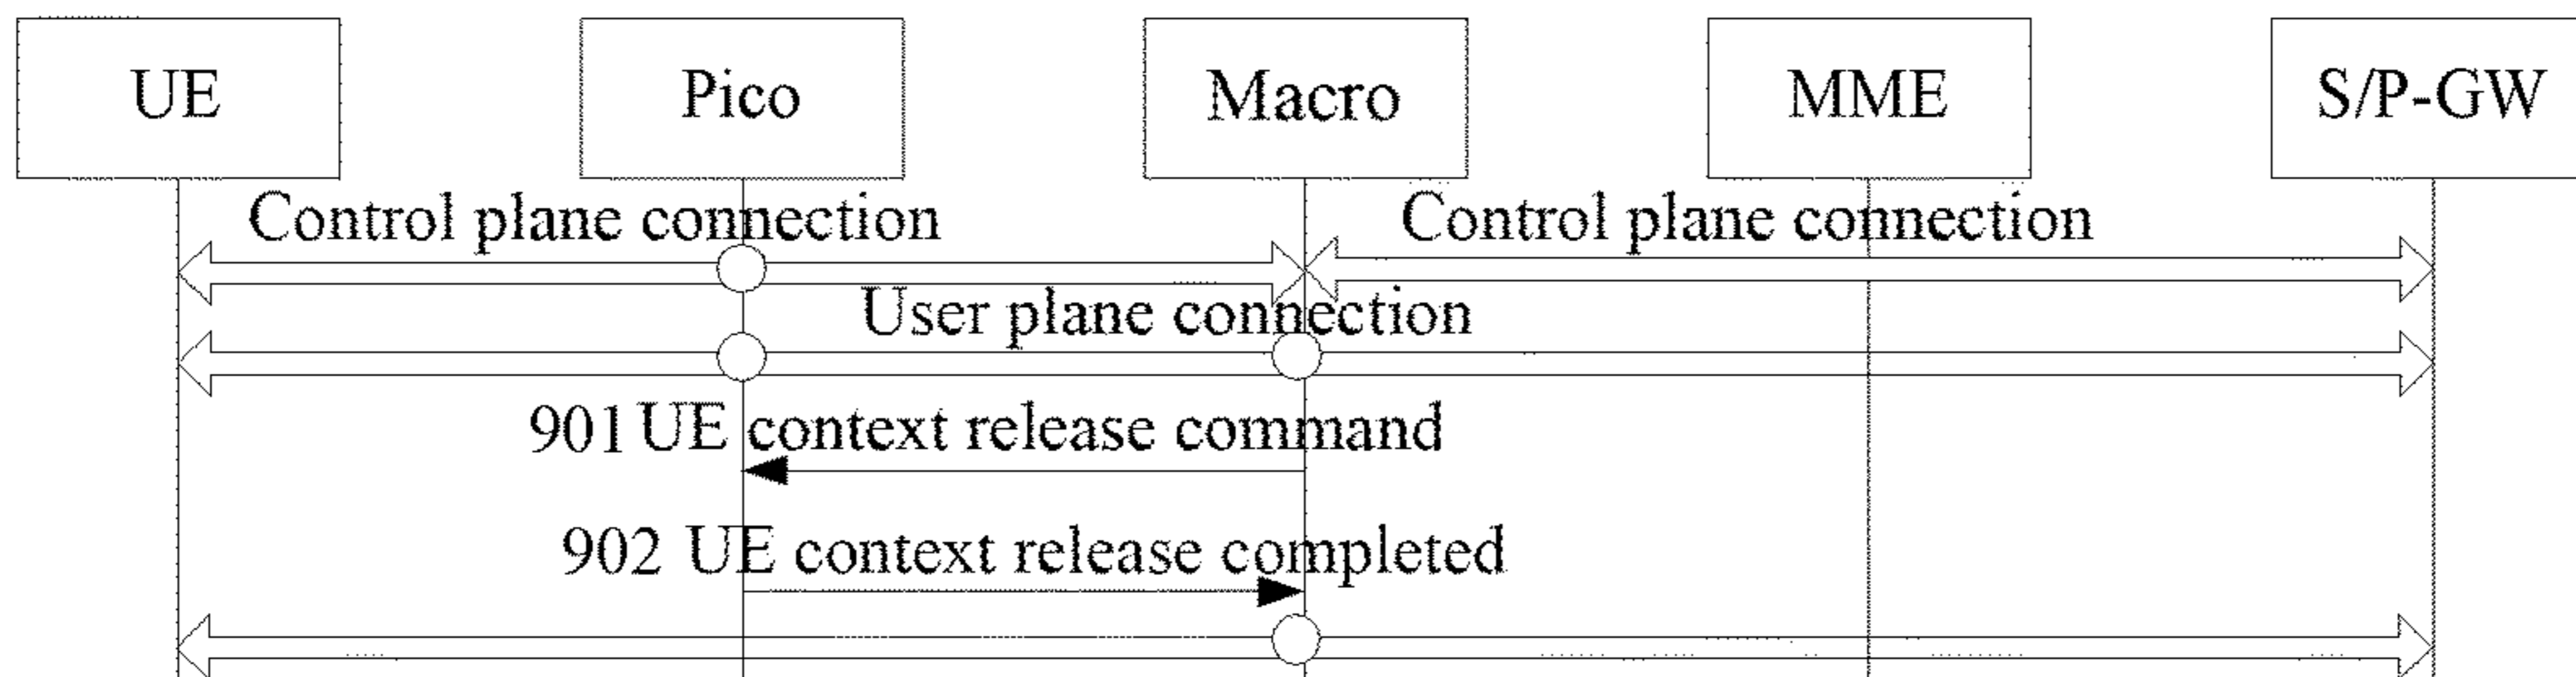 UE Pico Macro MME S/P-GW
Control plane connection Control plane connection
User plane connection
901 UE context release command
902 UE context release completed